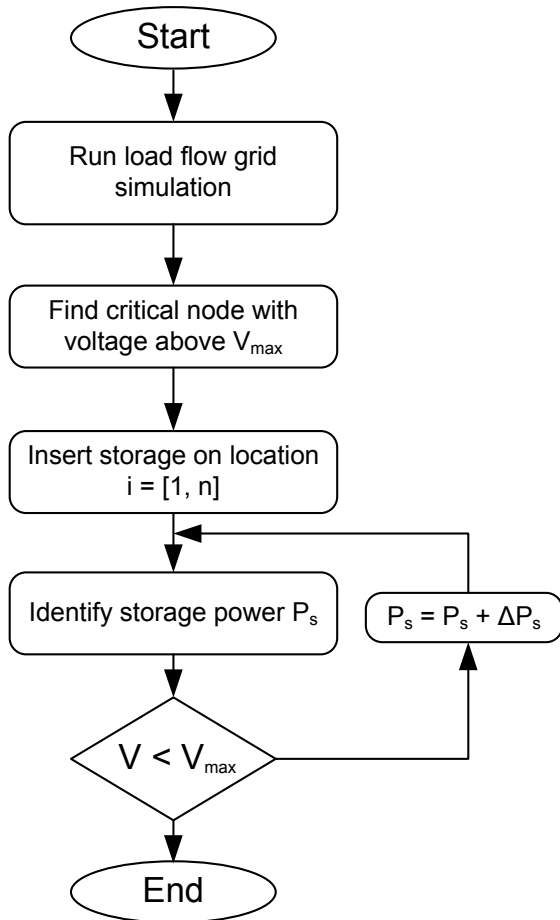 Start
Run load flow grid
simulation
Find critical node with
voltage above Vmax
Insert storage on location
i = [1, n]
Identify storage power Ps
Ps = Ps + ΔPs
V < Vmax
End